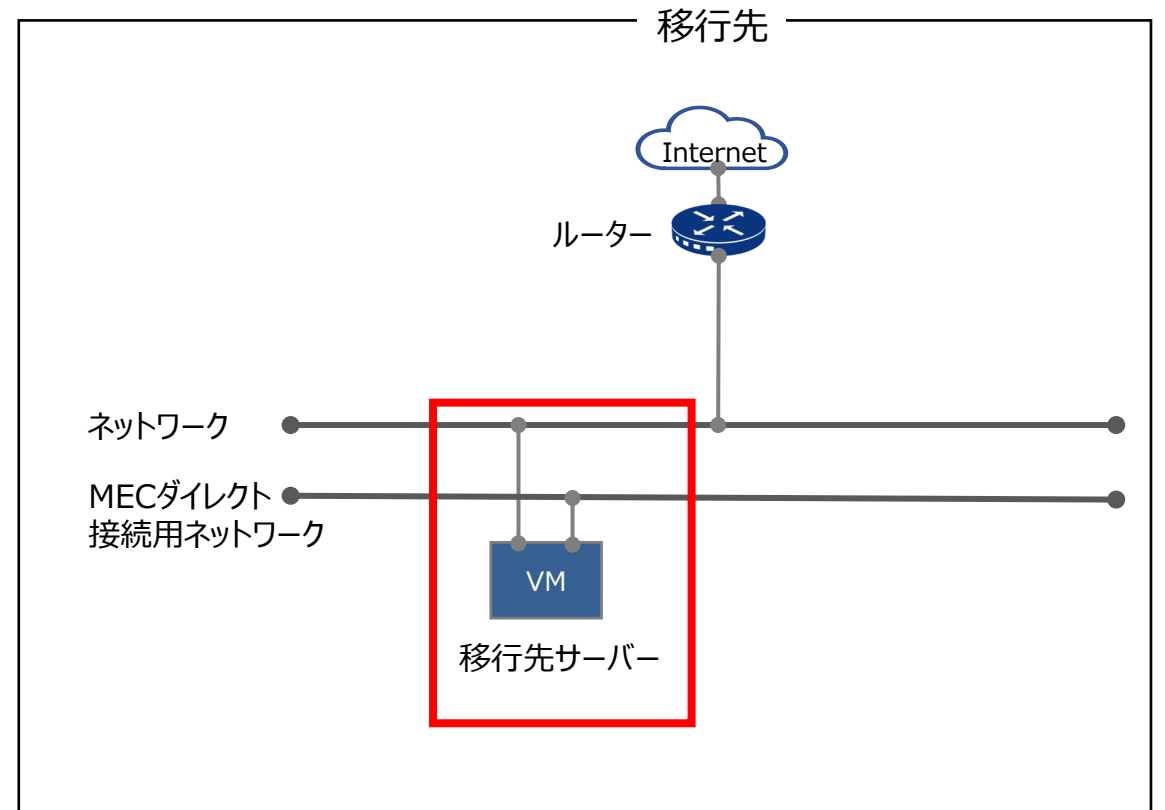 移行先
Internet
ルーター
ネットワーク
MECダイレクト
接続用ネットワーク
VM
移行先サーバー